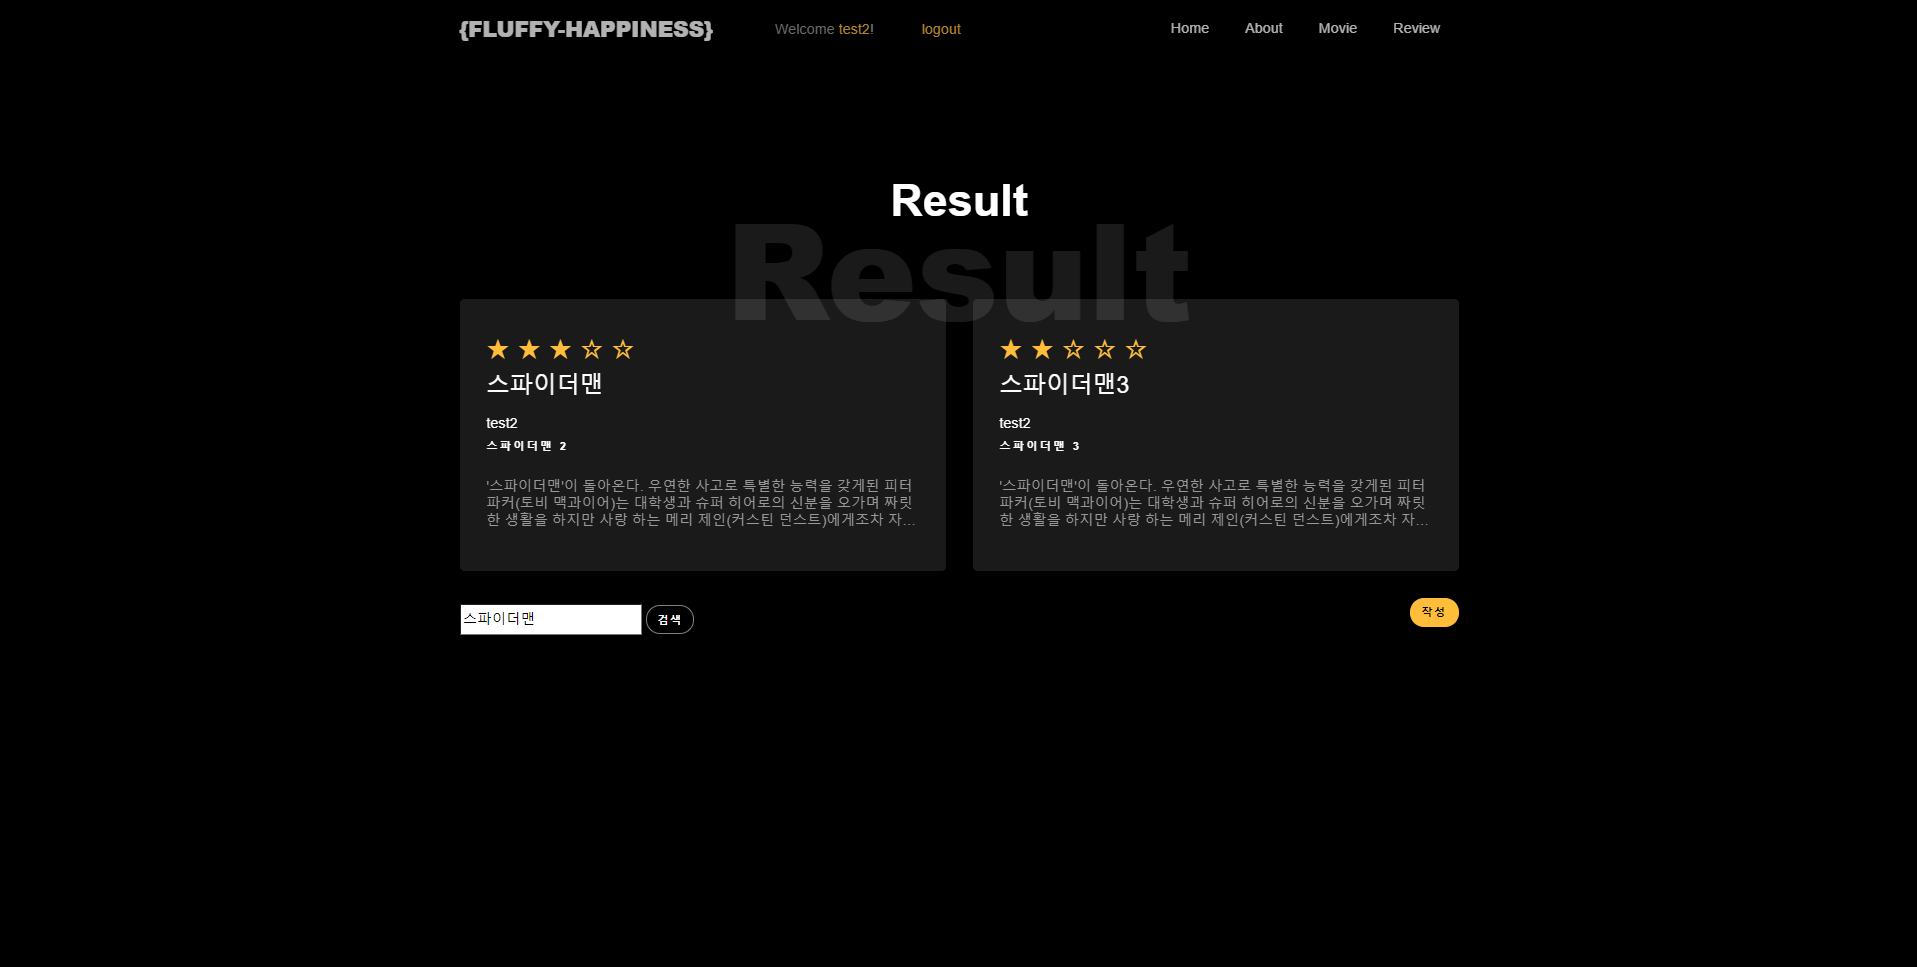 {FLUFFY-HAPPINESS} Welcome test2! logout Home About Movie Review
Result
Result
★ ★ ★ ☆ ☆
스파이더맨
test2
스파이더맨 2
'스파이더맨'이 돌아온다. 우연한 사고로 특별한 능력을 갖게된 피터
파커(토비 맥과이어)는 대학생과 슈퍼 히어로의 신분을 오가며 짜릿
한 생활을 하지만 사랑 하는 메리 제인(커스틴 던스트)에게조차 자...
★ ★ ☆ ☆ ☆
스파이더맨3
test2
스파이더맨 3
'스파이더맨'이 돌아온다. 우연한 사고로 특별한 능력을 갖게된 피터
파커(토비 맥과이어)는 대학생과 슈퍼 히어로의 신분을 오가며 짜릿
한 생활을 하지만 사랑 하는 메리 제인(커스틴 던스트)에게조차 자...
스파이더맨 검색 작성